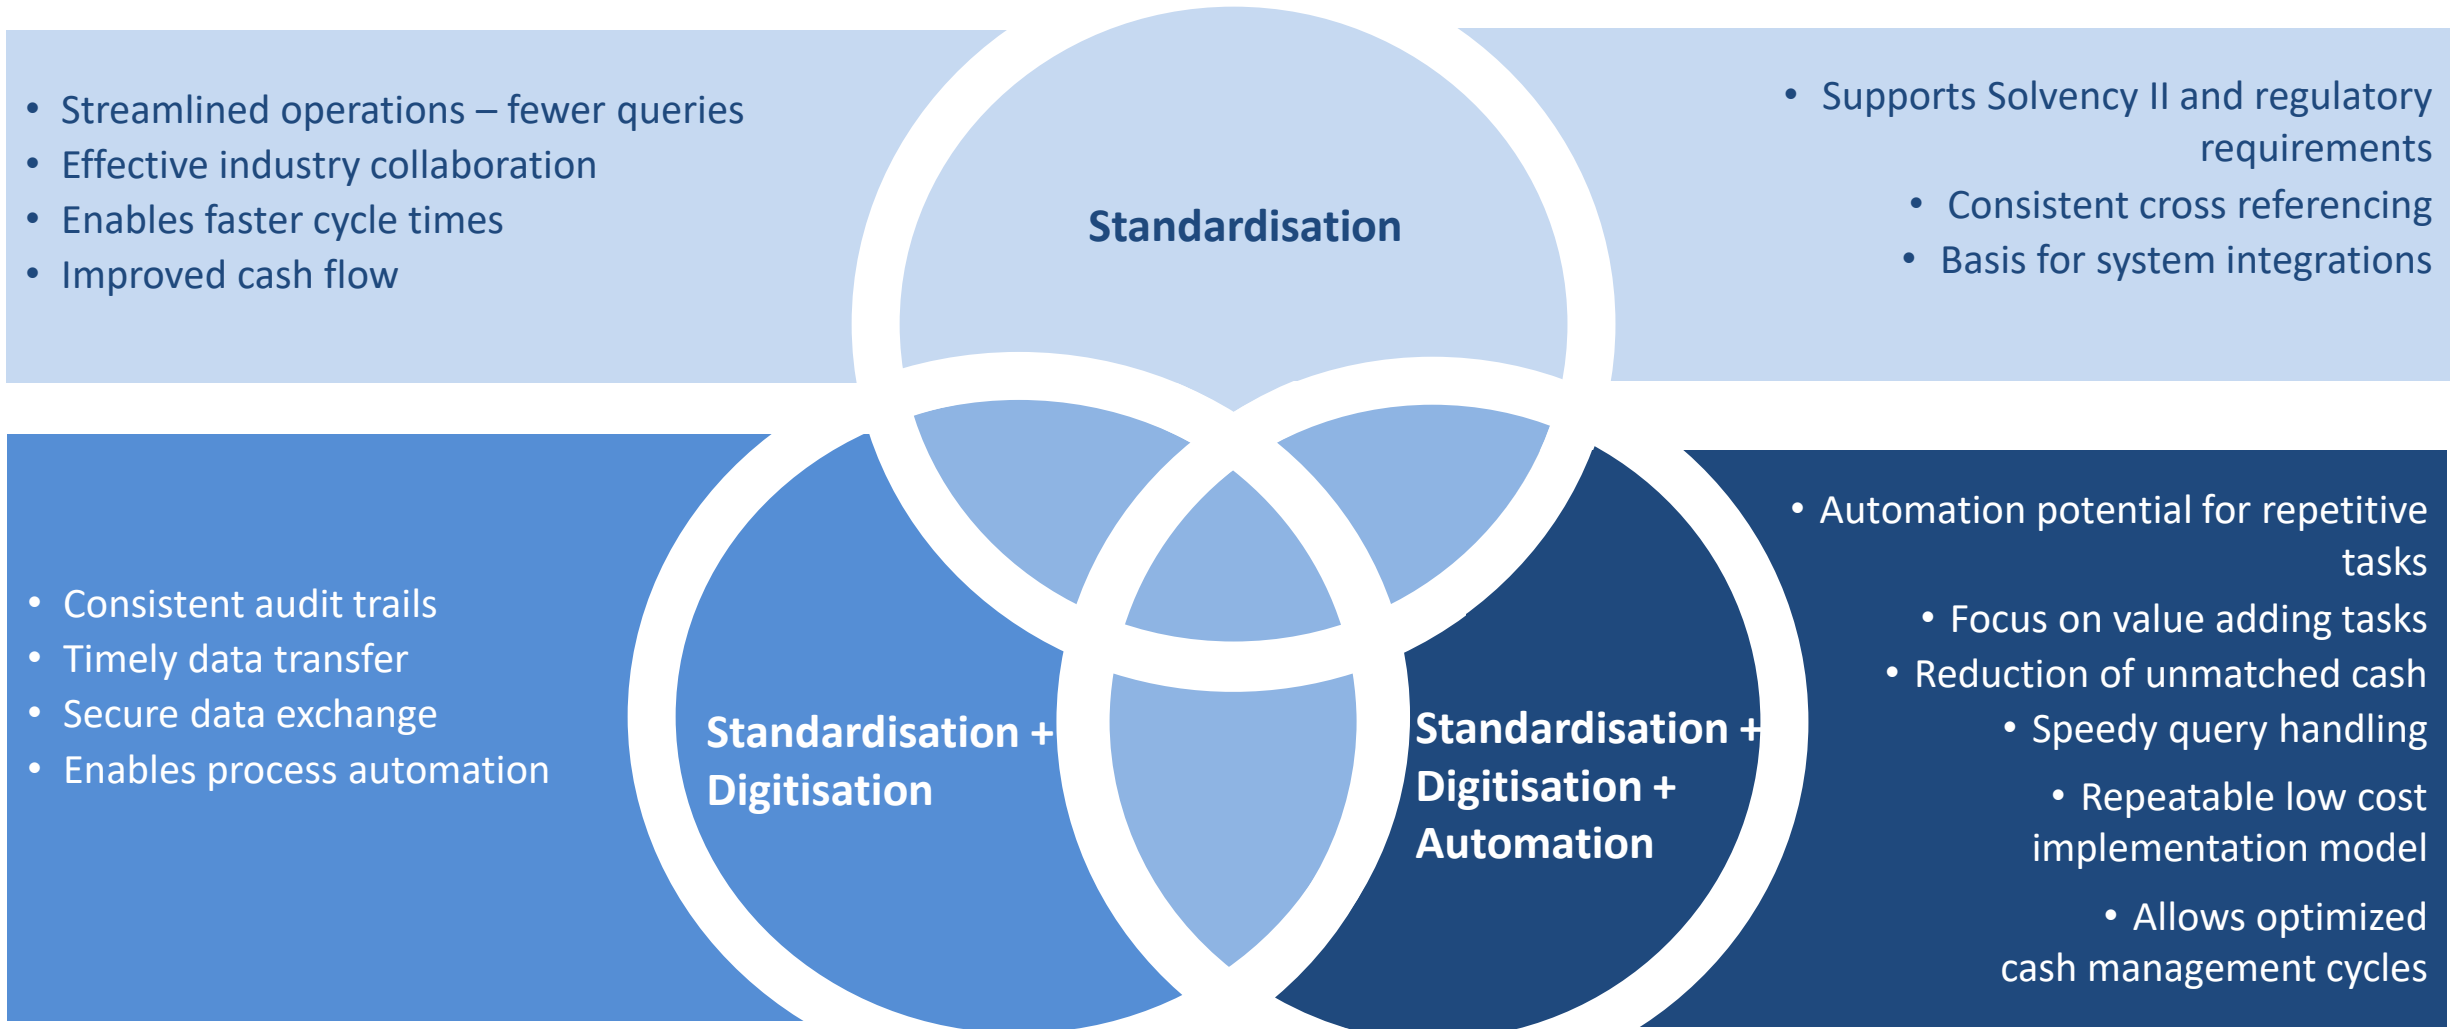 • Streamlined operations – fewer queries
• Effective industry collaboration
• Enables faster cycle times
• Improved cash flow
Standardisation
• Supports Solvency II and regulatory
requirements
• Consistent cross referencing
• Basis for system integrations
• Consistent audit trails
• Timely data transfer
• Secure data exchange
• Enables process automation
Standardisation +
Digitisation
Standardisation +
Digitisation +
Automation
• Automation potential for repetitive
tasks
• Focus on value adding tasks
• Reduction of unmatched cash
• Speedy query handling
• Repeatable low cost
implementation model
• Allows optimized
cash management cycles